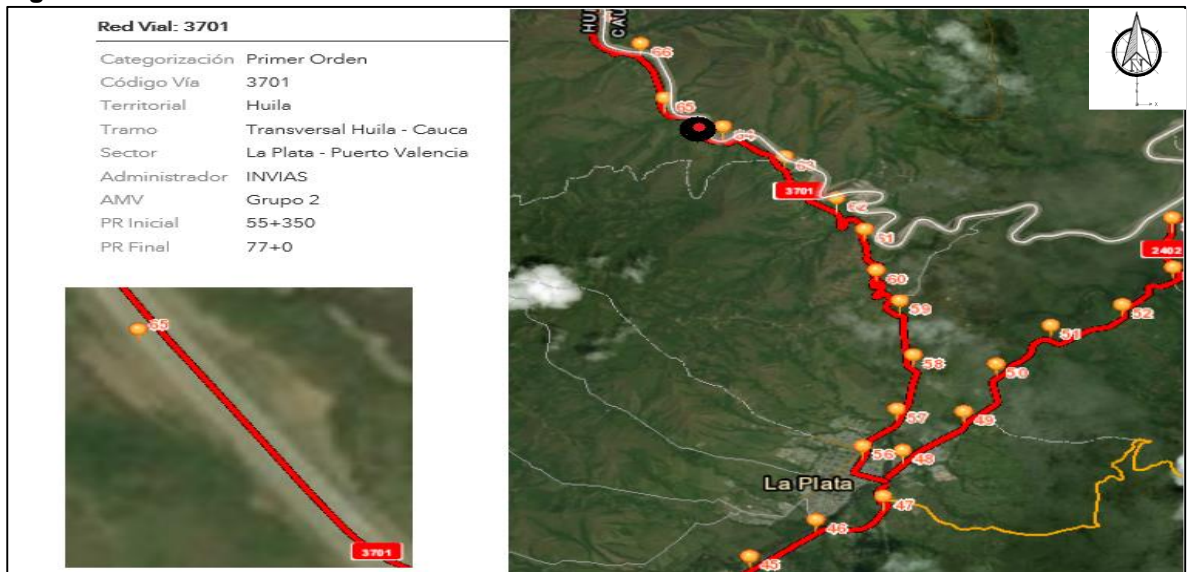 Red Vial: 3701
Categorización Primer Orden
Código Vía 3701
Territorial Huila
Tramo Transversal Huila - Cauca
Sector La Plata - Puerto Valencia
Administrador INVIAS
AMV Grupo 2
PR Inicial 55+350
PR Final 77+0
65
3701
HUI
CAU
66
65
64
63
3701
62
61
2402
60
59
52
51
58
50
57
49
56
48
La Plata
47
46
45
N